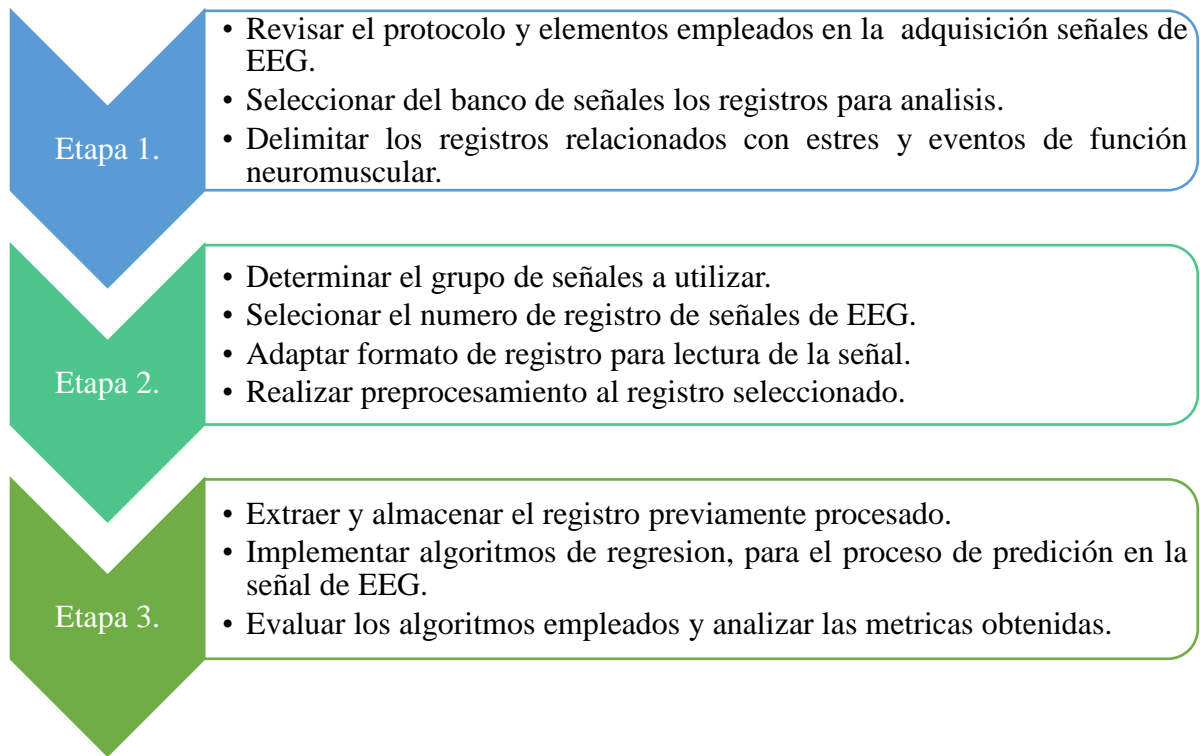 Etapa 1.
• Revisar el protocolo y elementos empleados en la adquisición señales de
EEG.
• Seleccionar del banco de señales los registros para analisis.
• Delimitar los registros relacionados con estres y eventos de función
neuromuscular.
Etapa 2.
• Determinar el grupo de señales a utilizar.
• Selecionar el numero de registro de señales de EEG.
• Adaptar formato de registro para lectura de la señal.
• Realizar preprocesamiento al registro seleccionado.
Etapa 3.
• Extraer y almacenar el registro previamente procesado.
• Implementar algoritmos de regresion, para el proceso de predición en la
señal de EEG.
• Evaluar los algoritmos empleados y analizar las metricas obtenidas.